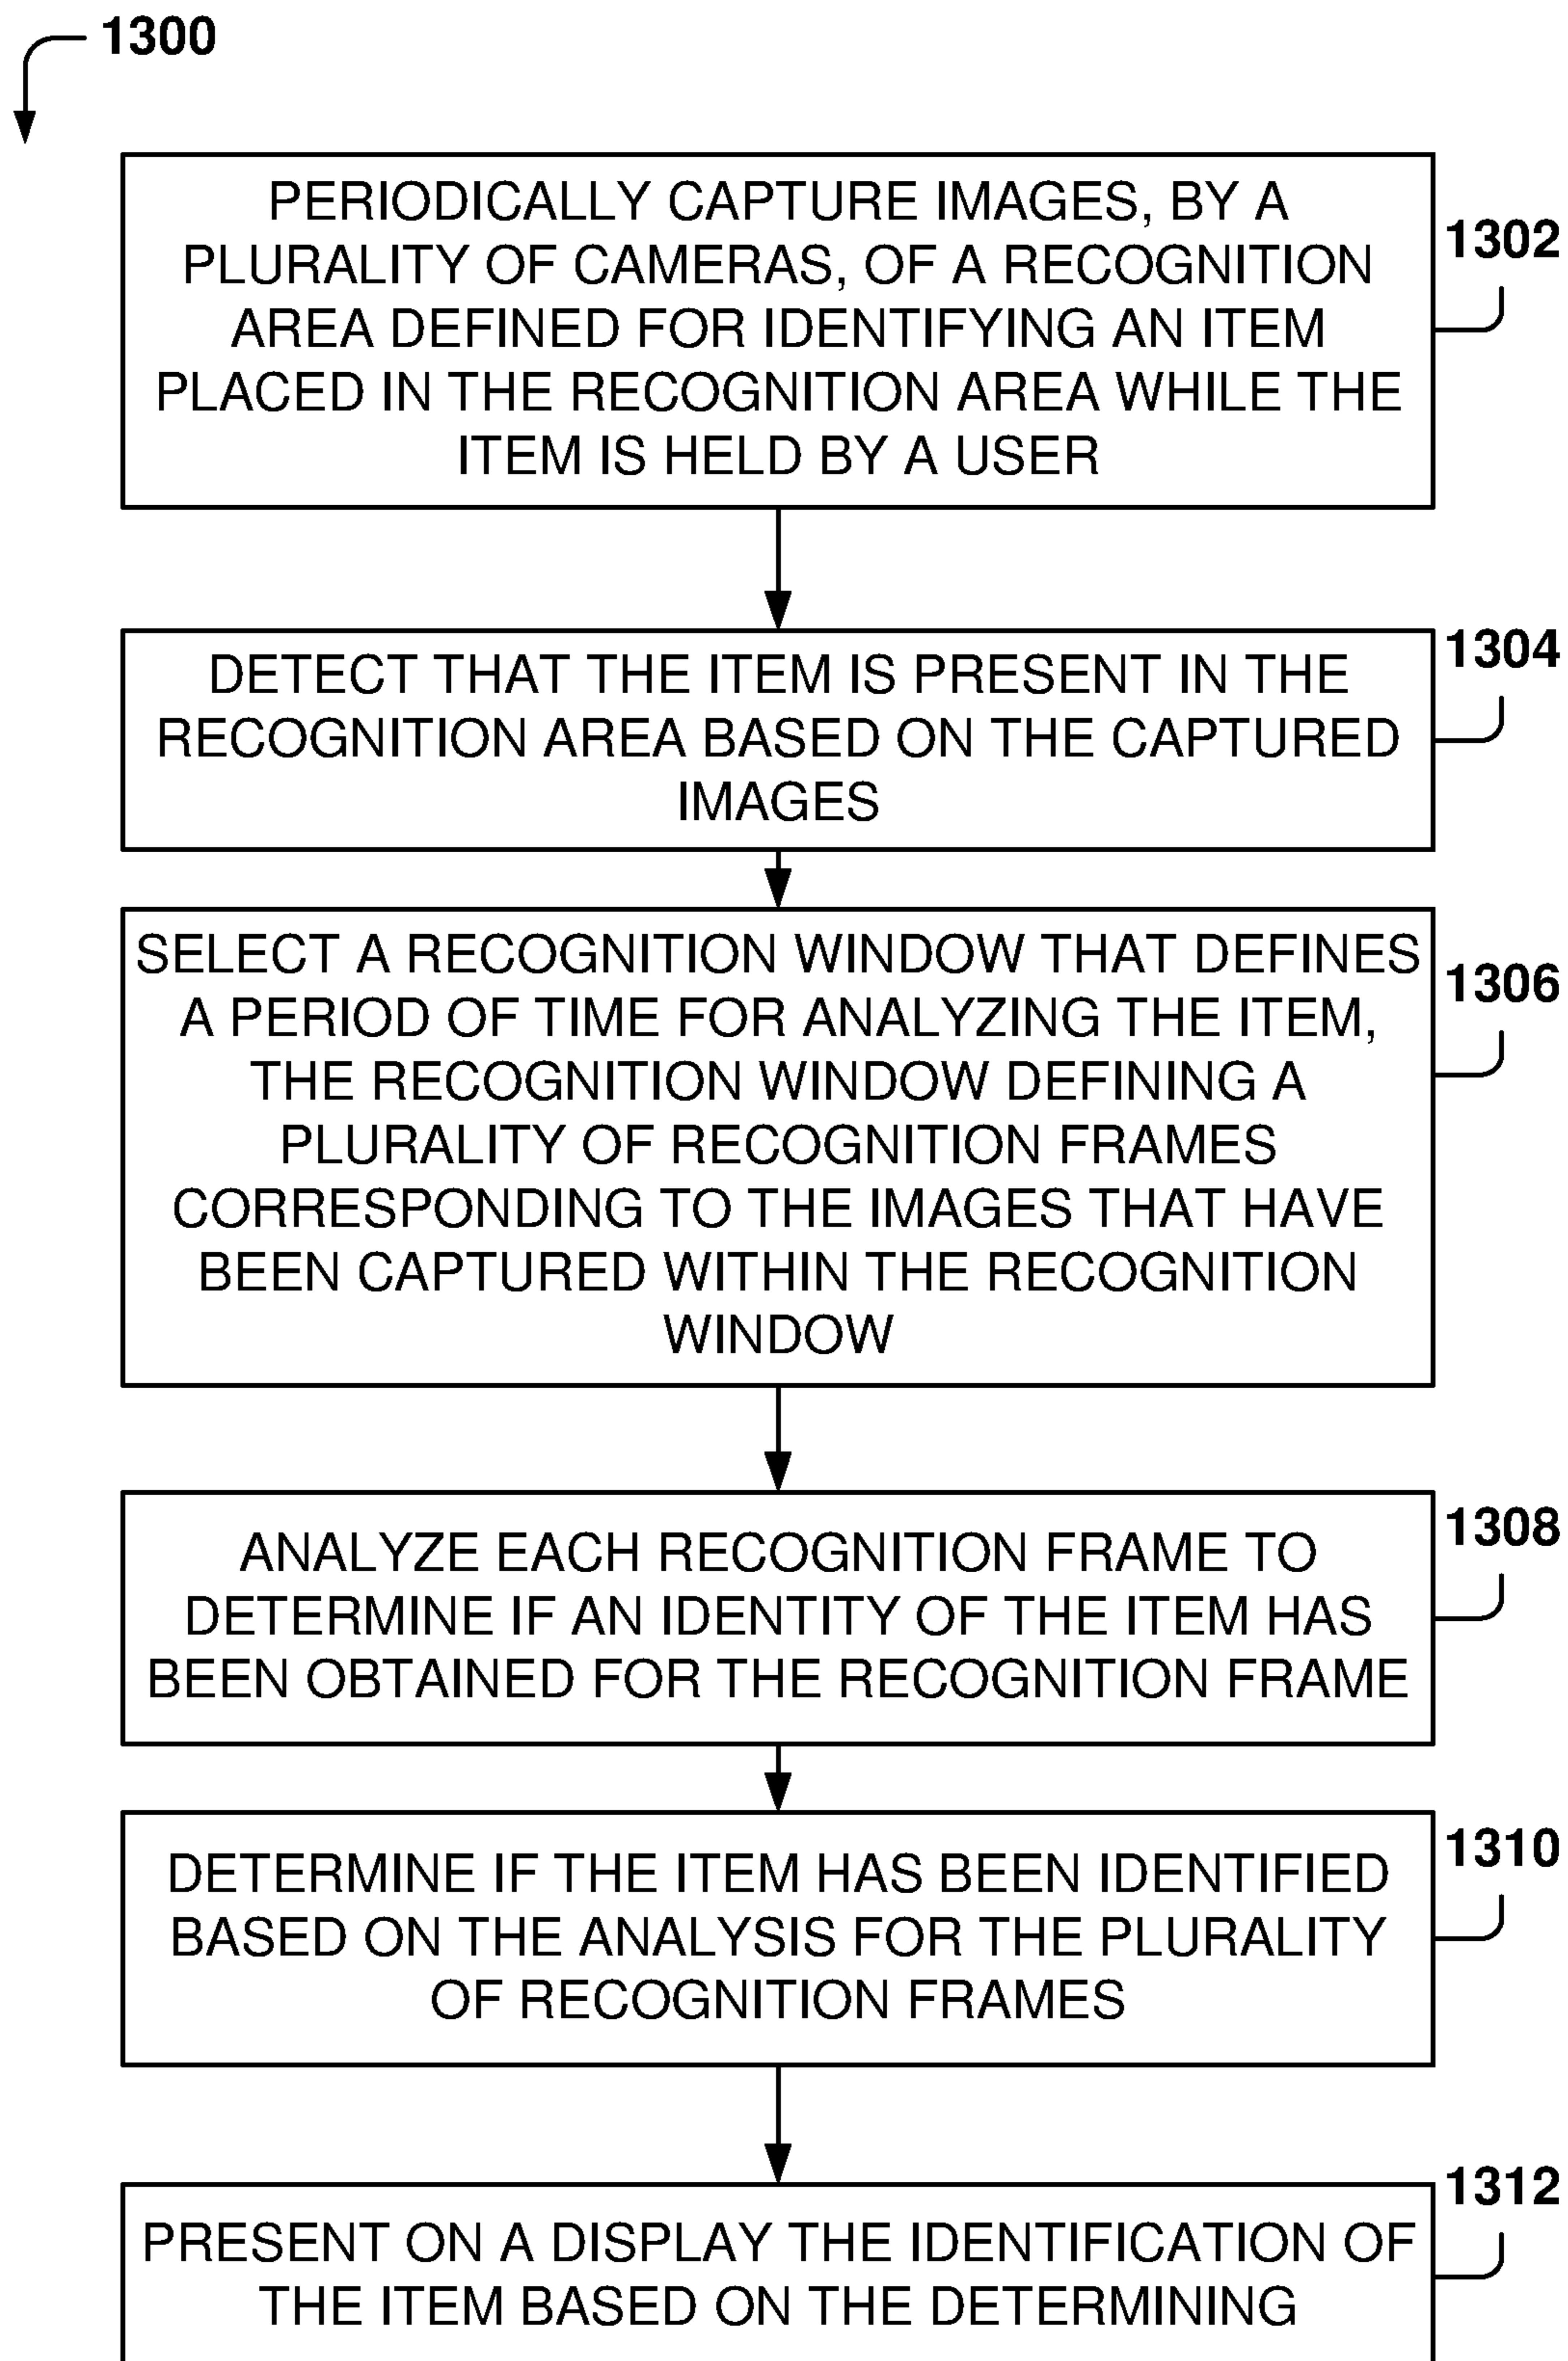 1300
PERIODICALLY CAPTURE IMAGES, BY A
PLURALITY OF CAMERAS, OF A RECOGNITION
AREA DEFINED FOR IDENTIFYING AN ITEM
PLACED IN THE RECOGNITION AREA WHILE THE
ITEM IS HELD BY A USER
1302
DETECT THAT THE ITEM IS PRESENT IN THE
RECOGNITION AREA BASED ON THE CAPTURED
IMAGES
1304
SELECT A RECOGNITION WINDOW THAT DEFINES
A PERIOD OF TIME FOR ANALYZING THE ITEM,
THE RECOGNITION WINDOW DEFINING A
PLURALITY OF RECOGNITION FRAMES
CORRESPONDING TO THE IMAGES THAT HAVE
BEEN CAPTURED WITHIN THE RECOGNITION
WINDOW
1306
ANALYZE EACH RECOGNITION FRAME TO
DETERMINE IF AN IDENTITY OF THE ITEM HAS
BEEN OBTAINED FOR THE RECOGNITION FRAME
1308
DETERMINE IF THE ITEM HAS BEEN IDENTIFIED
BASED ON THE ANALYSIS FOR THE PLURALITY
OF RECOGNITION FRAMES
1310
PRESENT ON A DISPLAY THE IDENTIFICATION OF
THE ITEM BASED ON THE DETERMINING
1312